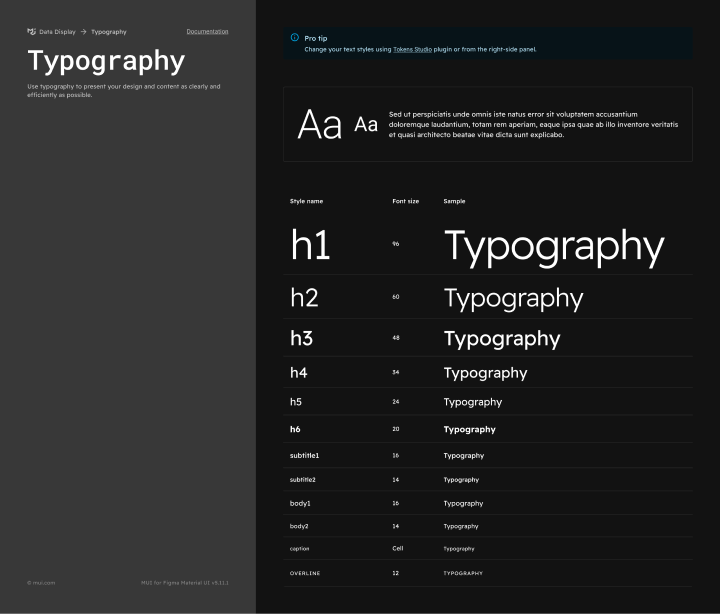 Data Display → Typography Documentation
Typography
Use typography to present your design and content as clearly and
efficiently as possible.
© mui.com MUI for Figma Material UI v5.11.1
Pro tip
Change your text styles using Tokens Studio plugin or from the right-side panel.
Aa Aa
Sed ut perspiciatis unde omnis iste natus error sit voluptatem accusantium
doloremque laudantium, totam rem aperiam, eaque ipsa quae ab illo inventore veritatis
et quasi architecto beatae vitae dicta sunt explicabo.
Style name Font size Sample
h1 96 Typography
h2 60 Typography
h3 48 Typography
h4 34 Typography
h5 24 Typography
h6 20 Typography
subtitle1 16 Typography
subtitle2 14 Typography
body1 16 Typography
body2 14 Typography
caption Cell Typography
OVERLINE 12 TYPOGRAPHY